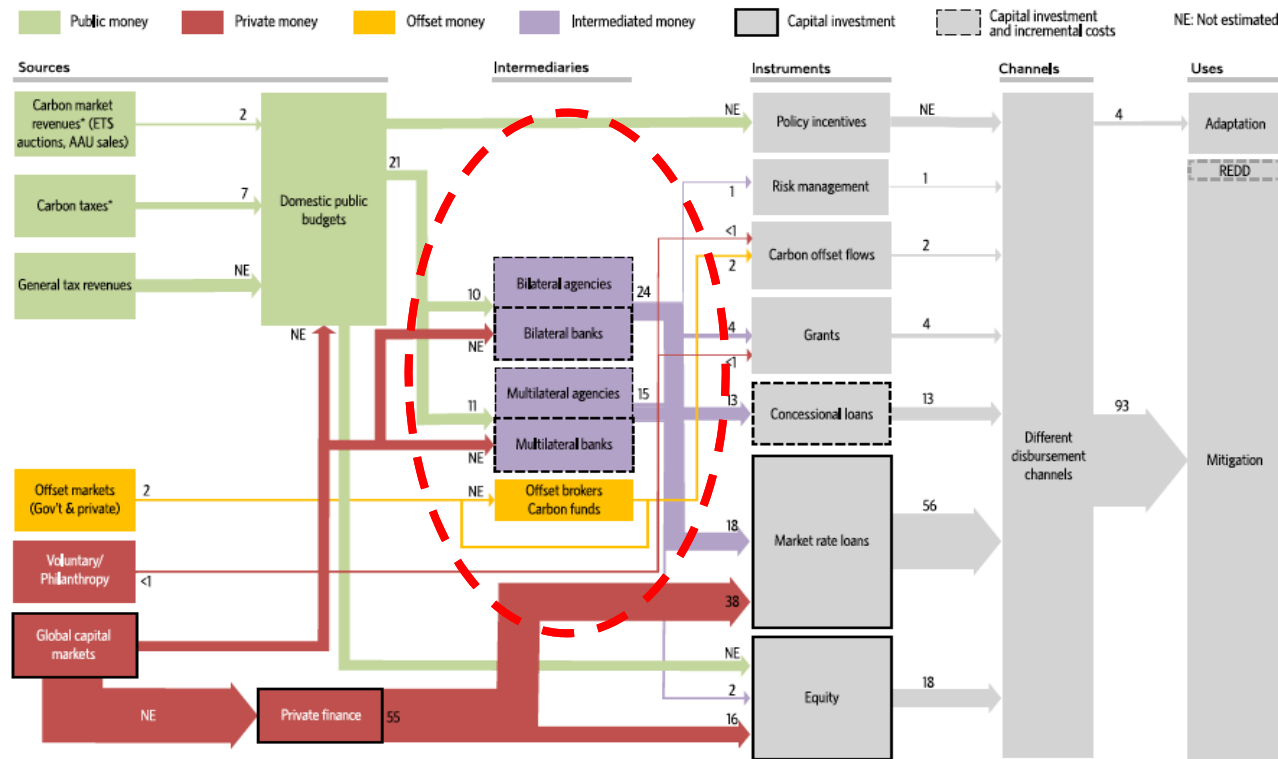 Public money
Private money
Offset money
Intermediated money
Capital investment
Capital investment
and incremental costs
NE: Not estimated
Sources
Intermediaries
Instruments
Channels
Uses
Carbon market
revenues* (ETS
auctions, AAU sales)
2
Carbon taxes*
7
General tax revenues
NE
Domestic public
budgets
21
NE
NE
10
11
Bilateral agencies
24
Bilateral banks
NE
Multilateral agencies
15
Multilateral banks
NE
Offset markets
(Gov't & private)
2
NE
Offset brokers
Carbon funds
Voluntary/
Philanthropy
<1
Global capital
markets
NE
Private finance
55
Policy incentives
NE
1
Risk management
1
<1
2
Carbon offset flows
2
4
<1
Grants
4
13
Concessional loans
13
18
38
Market rate loans
56
NE
2
16
Equity
18
Different
disbursement
channels
4
93
Adaptation
REDD
Mitigation